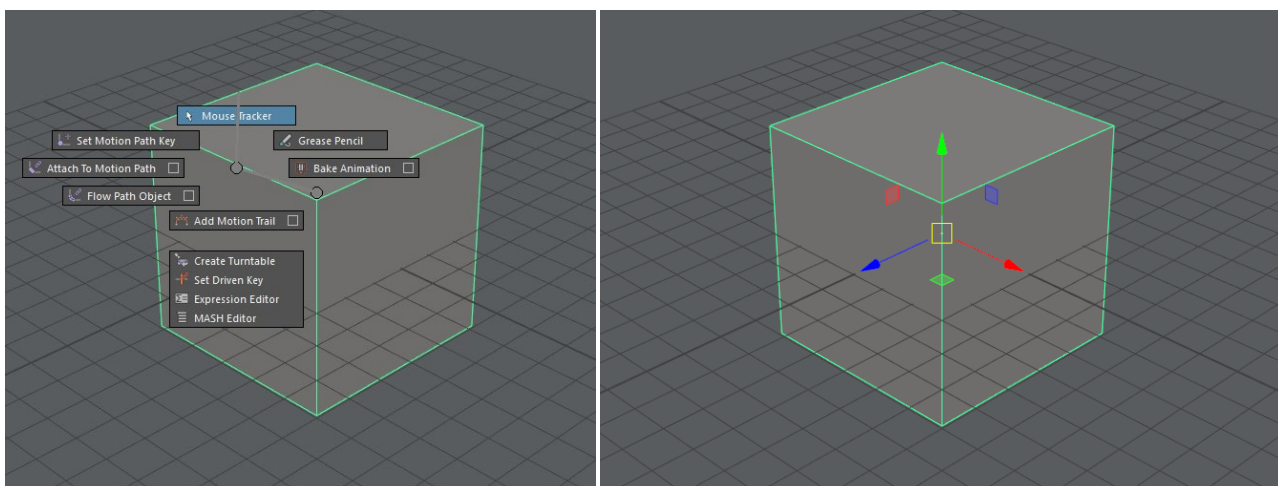 Mouse Tracker
Set Motion Path Key
Grease Pencil
Attach To Motion Path
Bake Animation
Flow Path Object
Add Motion Trail
Create Turntable
Set Driven Key
Expression Editor
MASH Editor